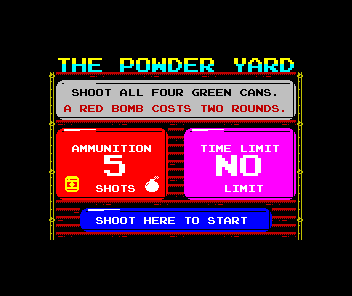 THE POWDER YARD
SHOOT ALL FOUR GREEN CANS.
A RED BOMB COSTS TWO ROUNDS.
AMMUNITION
5
SHOTS
TIME LIMIT
NO
LIMIT
SHOOT HERE TO START